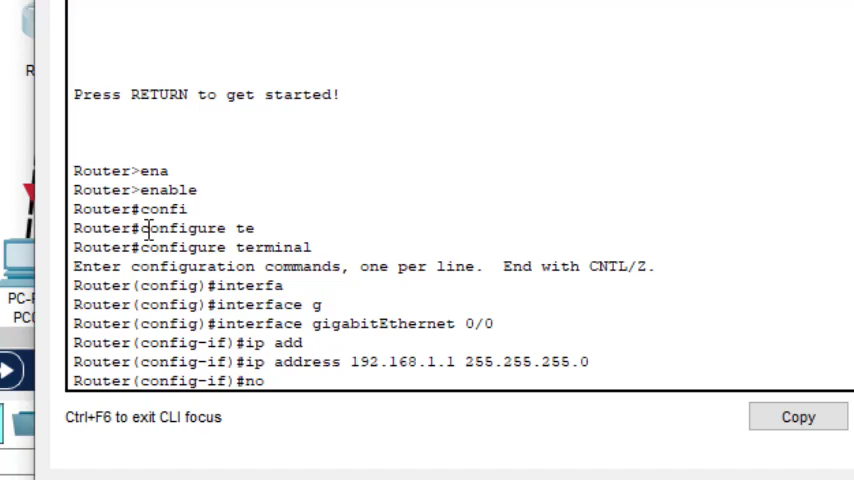 R
Press RETURN to get started!
Router>ena
Router>enable
Router#confi
Router#configure te
Router#configure terminal
Enter configuration commands, one per line.  End with CNTL/Z.
Router(config)#interfa
Router(config)#interface g
Router(config)#interface gigabitEthernet 0/0
Router(config-if)#ip add
Router(config-if)#ip address 192.168.1.1 255.255.255.0
Router(config-if)#no
PC-
PC
Ctrl+F6 to exit CLI focus
Copy